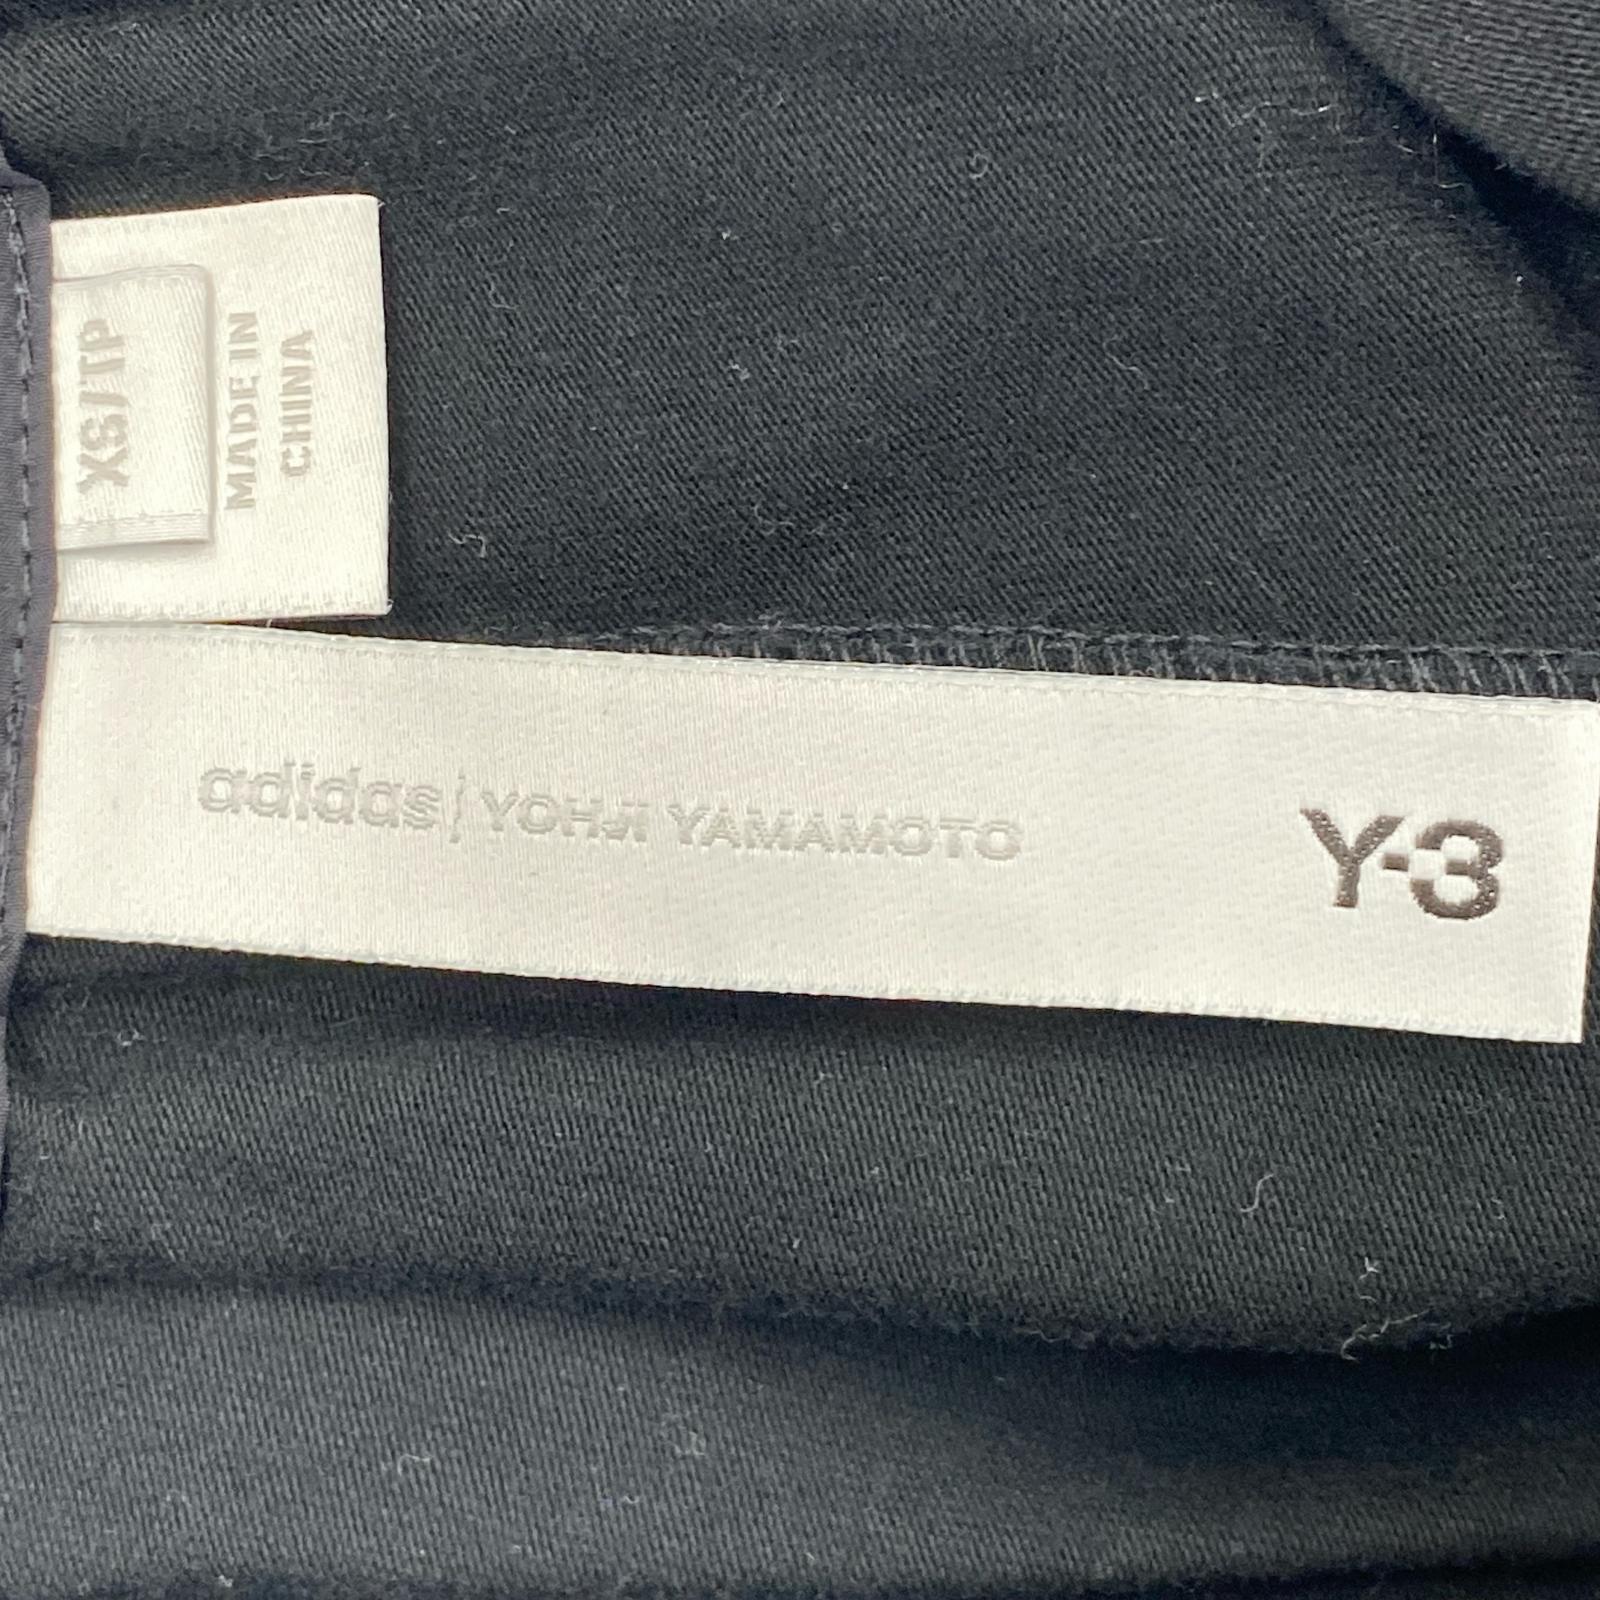 XS/TP
MADE IN
CHINA
adidas | YOHJI YAMAMOTO
Y-3